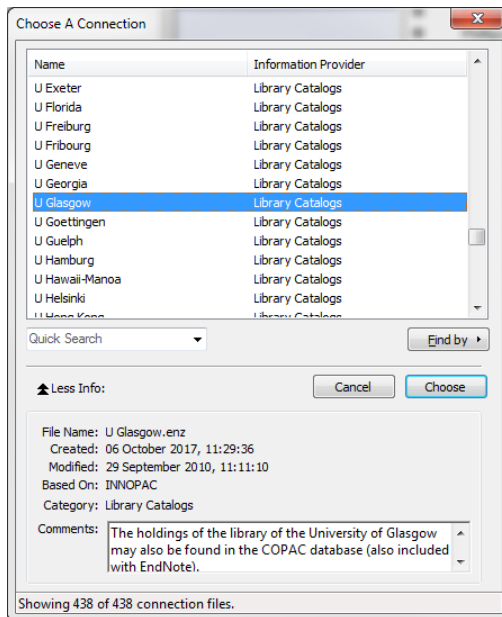 Choose A Connection
Name Information Provider
U Exeter Library Catalogs
U Florida Library Catalogs
U Freiburg Library Catalogs
U Fribourg Library Catalogs
U Geneve Library Catalogs
U Georgia Library Catalogs
U Glasgow Library Catalogs
U Goettingen Library Catalogs
U Guelph Library Catalogs
U Hamburg Library Catalogs
U Hawaii-Manoa Library Catalogs
U Helsinki Library Catalogs
U Hong Kong Library Catalogs
Quick Search Find by
Less Info: Cancel Choose
File Name: U Glasgow.enz
Created: 06 October 2017, 11:29:36
Modified: 29 September 2010, 11:11:10
Based On: INNOPAC
Category: Library Catalogs
Comments: The holdings of the library of the University of Glasgow
may also be found in the COPAC database (also included
with EndNote).
Showing 438 of 438 connection files.